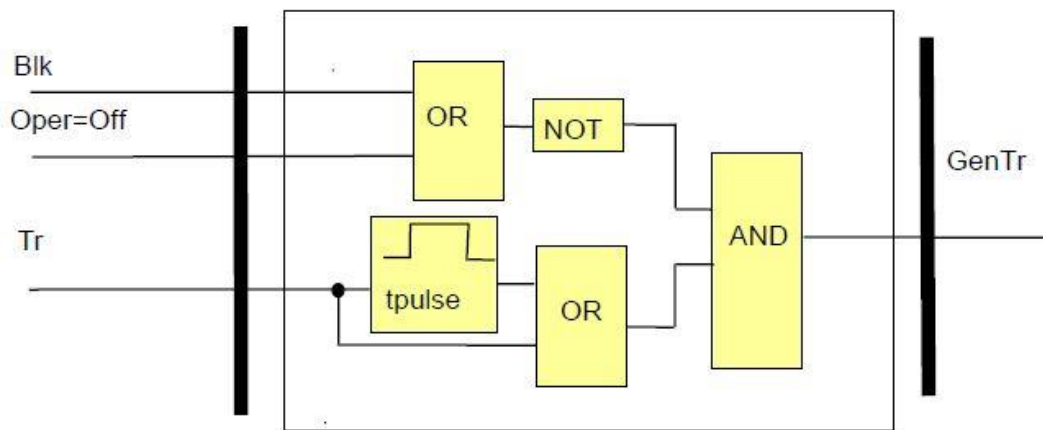 Blk
Oper=Off
Tr
OR
NOT
tpulse
OR
AND
GenTr